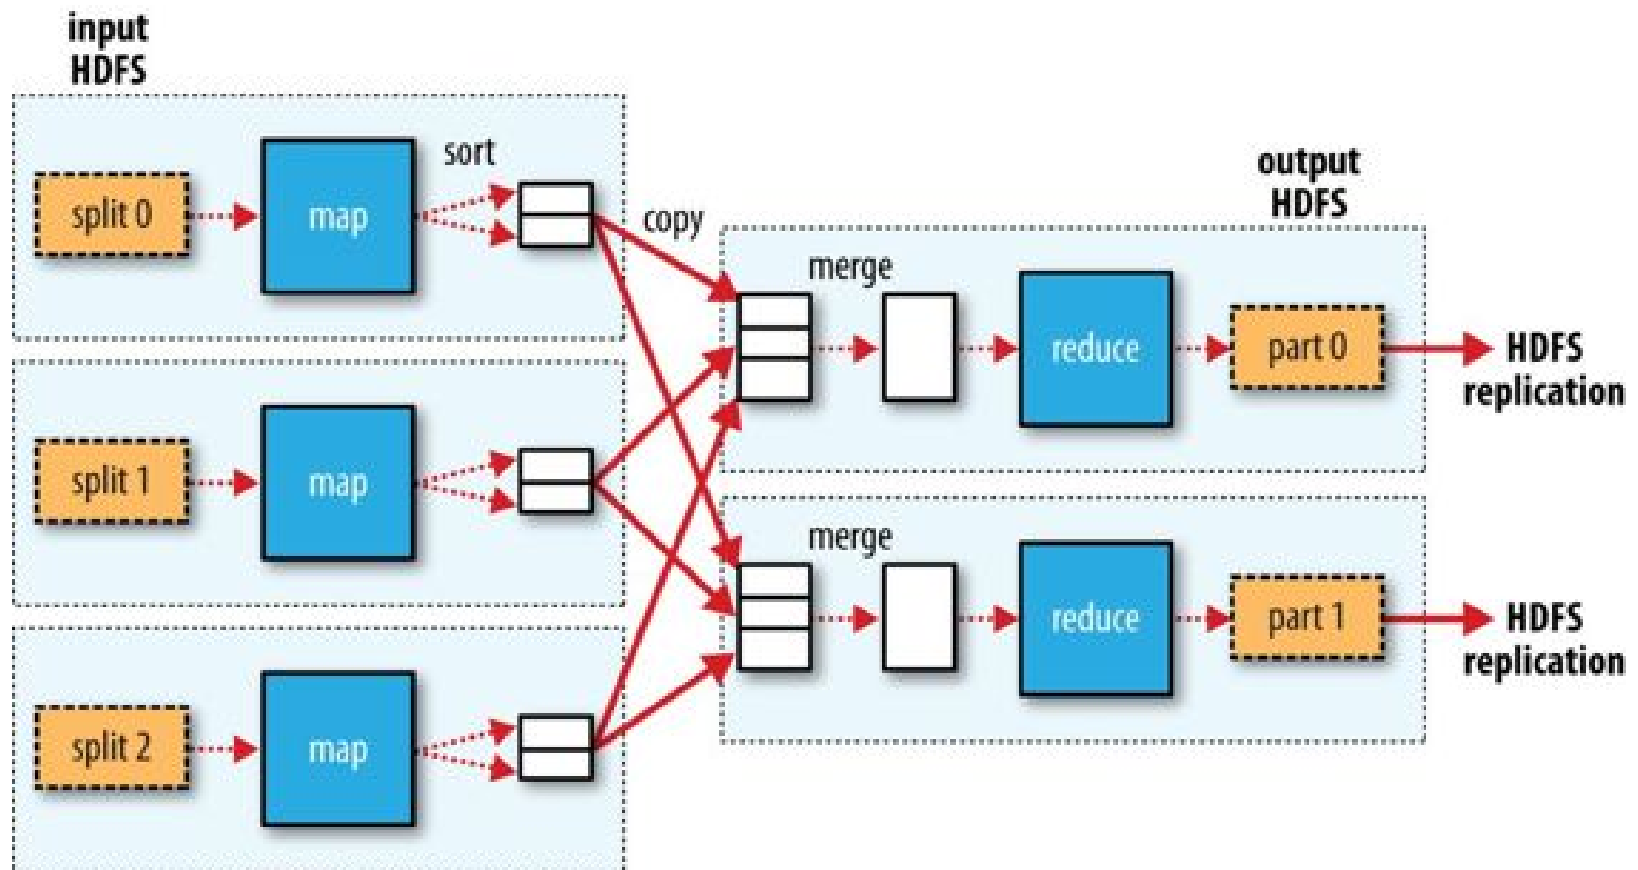 input
HDFS
sort
split 0
map
copy
output
HDFS
merge
reduce
part 0
HDFS
replication
split 1
map
merge
reduce
part 1
HDFS
replication
split 2
map